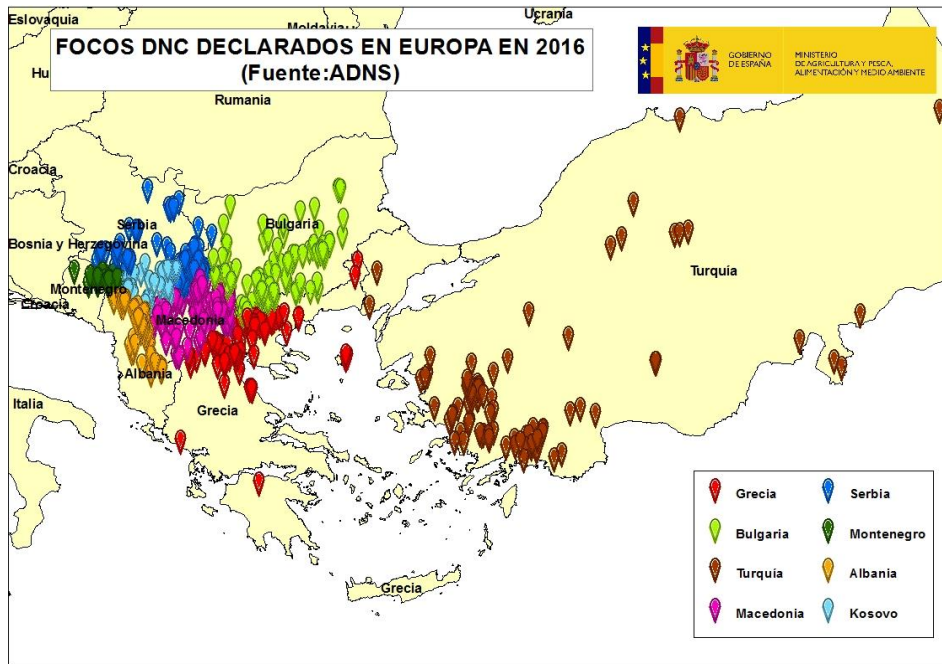 Eslovaquia
Moldavia
Ucranía
FOCOS DNC DECLARADOS EN EUROPA EN 2016
(Fuente:ADNS)
GOBIERNO
DE ESPAÑA
MINISTERIO
DE AGRICULTURA Y PESCA,
ALIMENTACIÓN Y MEDIO AMBIENTE
Hu
Rumania
Croacia
Serbia
Bulgaria
Bosnia y Herzegovina
Turquía
Montenegro
Croacia
Macedonia
Albania
Italia
Grecia
Grecia
Grecia
Serbia
Bulgaria
Montenegro
Turquía
Albania
Macedonia
Kosovo